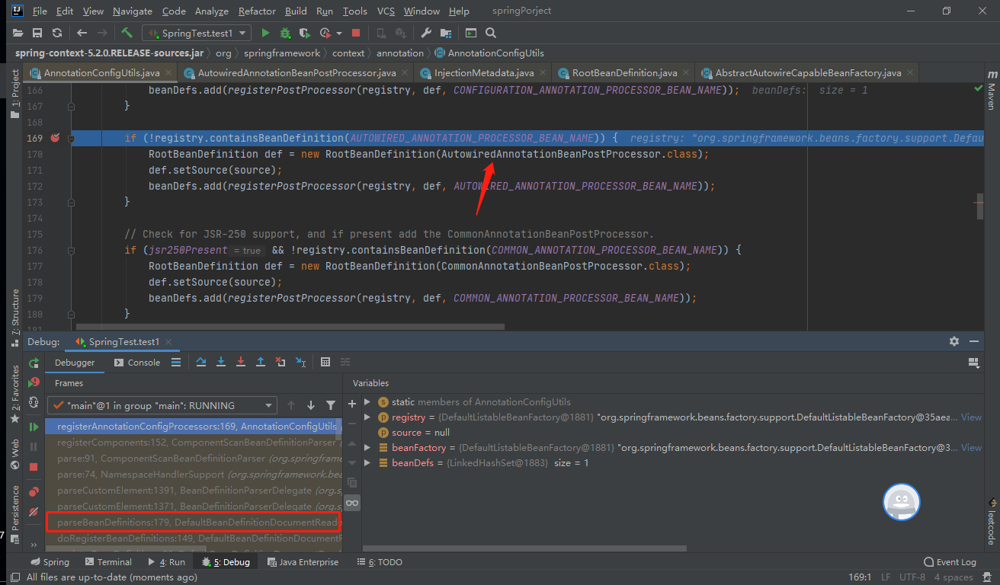 File Edit View Navigate Code Analyze Refactor Build Run Tools VCS Window Help springPorject
SpringTest.test1
spring-context-5.2.0.RELEASE-sources.jar org springframework context annotation AnnotationConfigUtils
AnnotationConfigUtils.java AutowiredAnnotationBeanPostProcessor.java InjectionMetadata.java RootBeanDefinition.java AbstractAutowireCapableBeanFactory.java
1: Project
7: Structure
2: Favorites
Web
Persistence
Maven
leetcode
166 beanDefs.add(registerPostProcessor(registry, def, CONFIGURATION_ANNOTATION_PROCESSOR_BEAN_NAME)); beanDefs: size = 1
167 }
168
169 if (!registry.containsBeanDefinition(AUTOWIRED_ANNOTATION_PROCESSOR_BEAN_NAME)) { registry: "org.springframework.beans.factory.support.Defau
170 RootBeanDefinition def = new RootBeanDefinition(AutowiredAnnotationBeanPostProcessor.class);
171 def.setSource(source);
172 beanDefs.add(registerPostProcessor(registry, def, AUTOWIRED_ANNOTATION_PROCESSOR_BEAN_NAME));
173 }
174
175 // Check for JSR-250 support, and if present add the CommonAnnotationBeanPostProcessor.
176 if (jsr250Present = true && !registry.containsBeanDefinition(COMMON_ANNOTATION_PROCESSOR_BEAN_NAME)) {
177 RootBeanDefinition def = new RootBeanDefinition(CommonAnnotationBeanPostProcessor.class);
178 def.setSource(source);
179 beanDefs.add(registerPostProcessor(registry, def, COMMON_ANNOTATION_PROCESSOR_BEAN_NAME));
180 }
181
Debug: SpringTest.test1
Debugger Console
Frames
"main"@1 in group "main": RUNNING
registerAnnotationConfigProcessors:169, AnnotationConfigUtils
registerComponents:152, ComponentScanBeanDefinitionParser
parse:91, ComponentScanBeanDefinitionParser (org.springframe
parse:74, NamespaceHandlerSupport (org.springframework.bea
parseCustomElement:1391, BeanDefinitionParserDelegate (org.s
parseCustomElement:1371, BeanDefinitionParserDelegate (org.s
parseBeanDefinitions:179, DefaultBeanDefinitionDocumentReade
doRegisterBeanDefinitions:149, DefaultBeanDefinitionDocumentR
Variables
static members of AnnotationConfigUtils
registry = {DefaultListableBeanFactory@1881} "org.springframework.beans.factory.support.DefaultListableBeanFactory@35aea... View
source = null
beanFactory = {DefaultListableBeanFactory@1881} "org.springframework.beans.factory.support.DefaultListableBeanFactory@3... View
beanDefs = {LinkedHashSet@1883} size = 1
Spring Terminal 4: Run 5: Debug Java Enterprise 6: TODO Event Log
All files are up-to-date (moments ago) 169:1 LF UTF-8 4 spaces